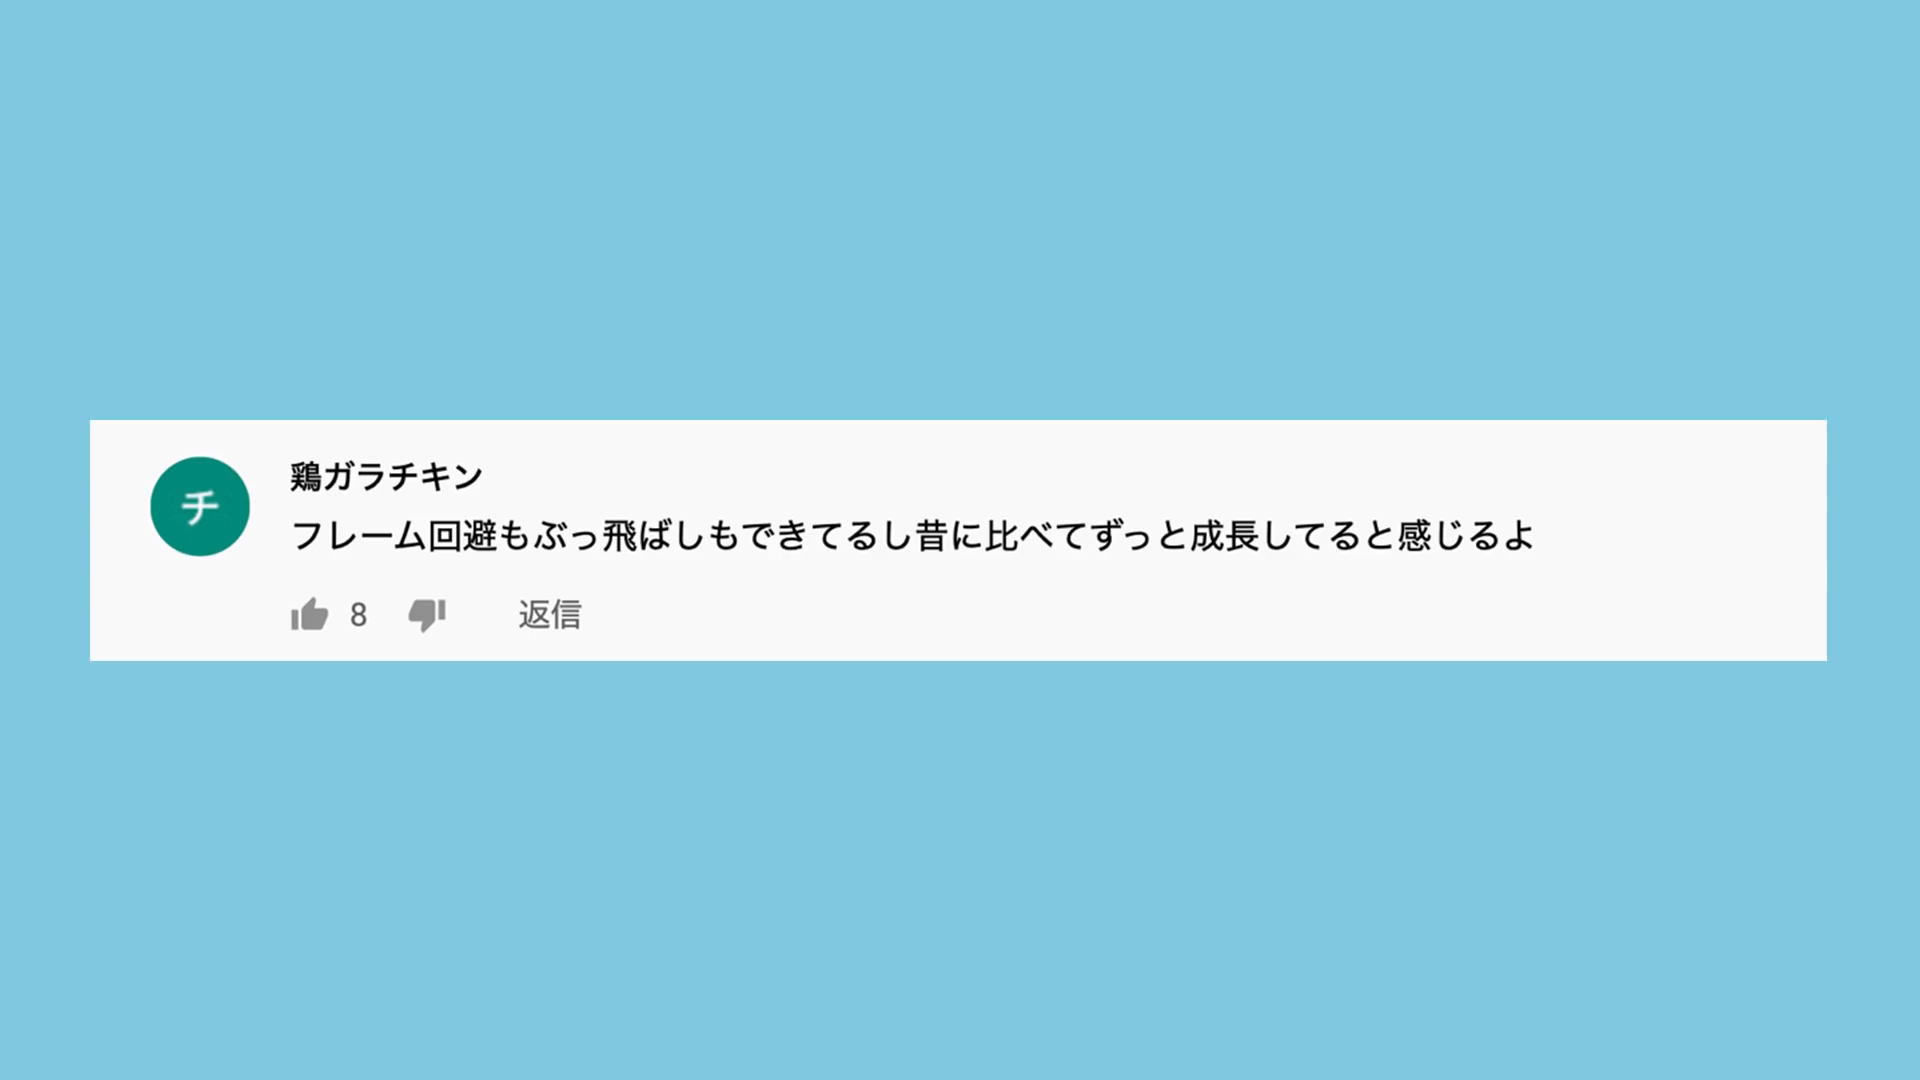 チ
鶏ガラチキン
フレーム回避もぶっ飛ばしもできてるし昔に比べてずっと成長してると感じるよ
8 返信